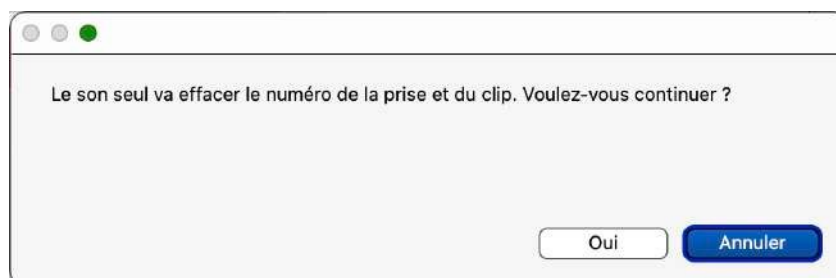 Le son seul va effacer le numéro de la prise et du clip. Voulez-vous continuer ?
Oui
Annuler